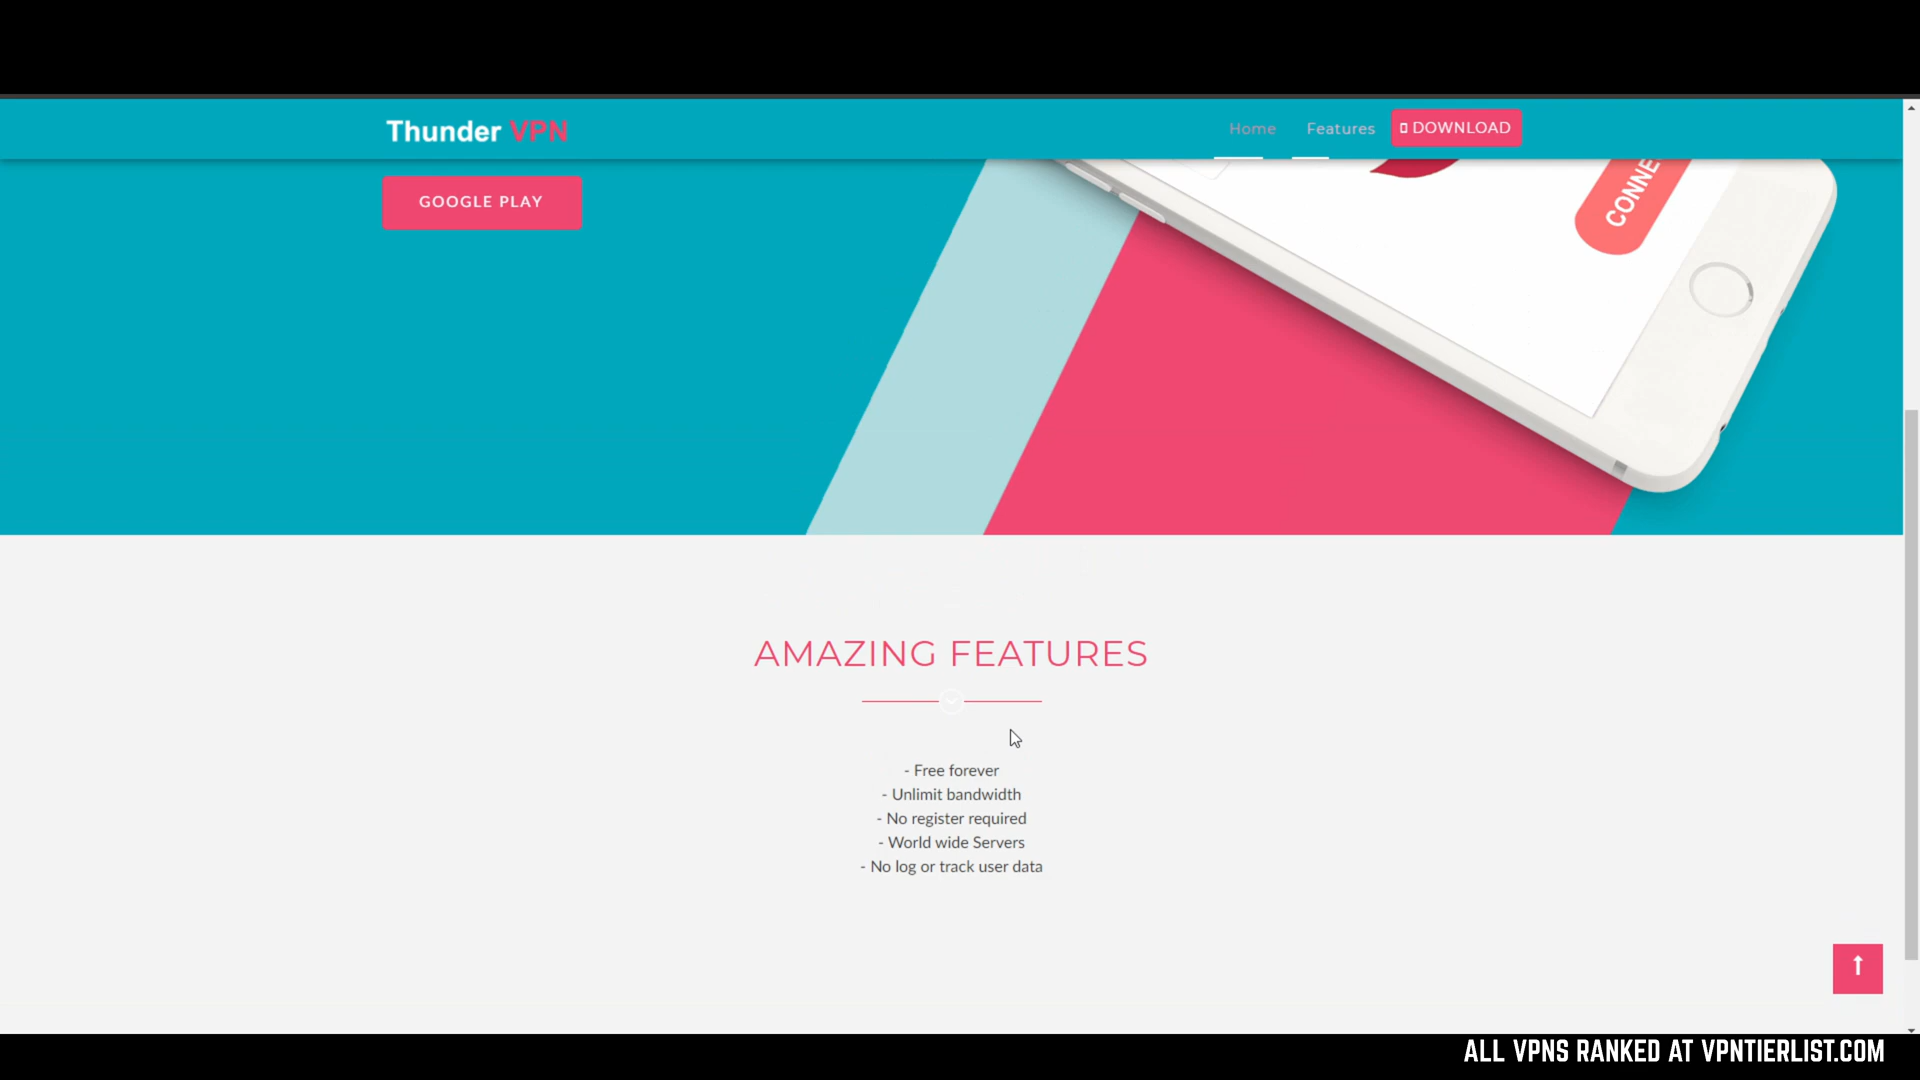 Thunder VPN
Home
Features
DOWNLOAD
GOOGLE PLAY
CONNE
AMAZING FEATURES
- Free forever
- Unlimit bandwidth
- No register required
- World wide Servers
- No log or track user data
ALL VPNS RANKED AT VPNTIERLIST.COM